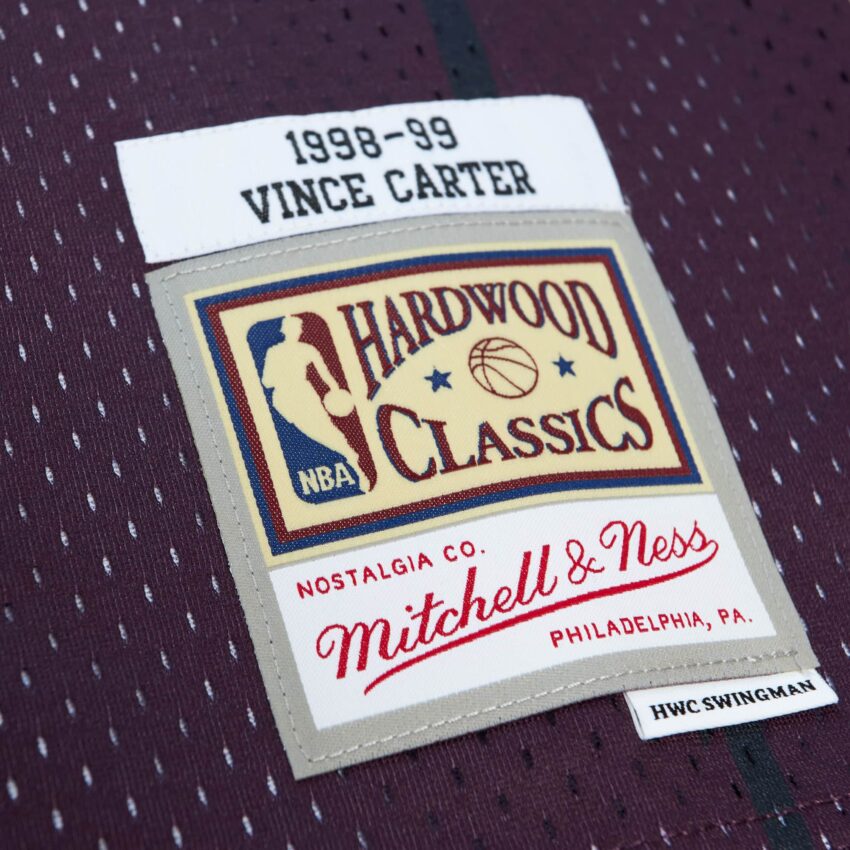 1998-99
VINCE CARTER
HARDWOOD
CLASSICS
NBA
NOSTALGIA CO.
Mitchell & Ness
PHILADELPHIA, PA.
HWC SWINGMAN